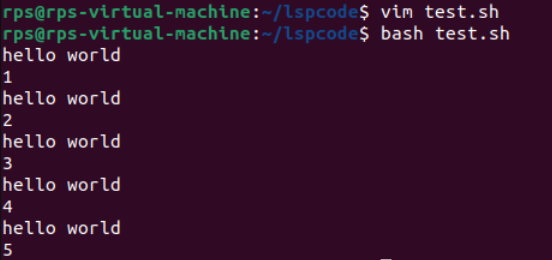 rps@rps-virtual-machine:~/lspcode$ vim test.sh
rps@rps-virtual-machine:~/lspcode$ bash test.sh
hello world
1
hello world
2
hello world
3
hello world
4
hello world
5